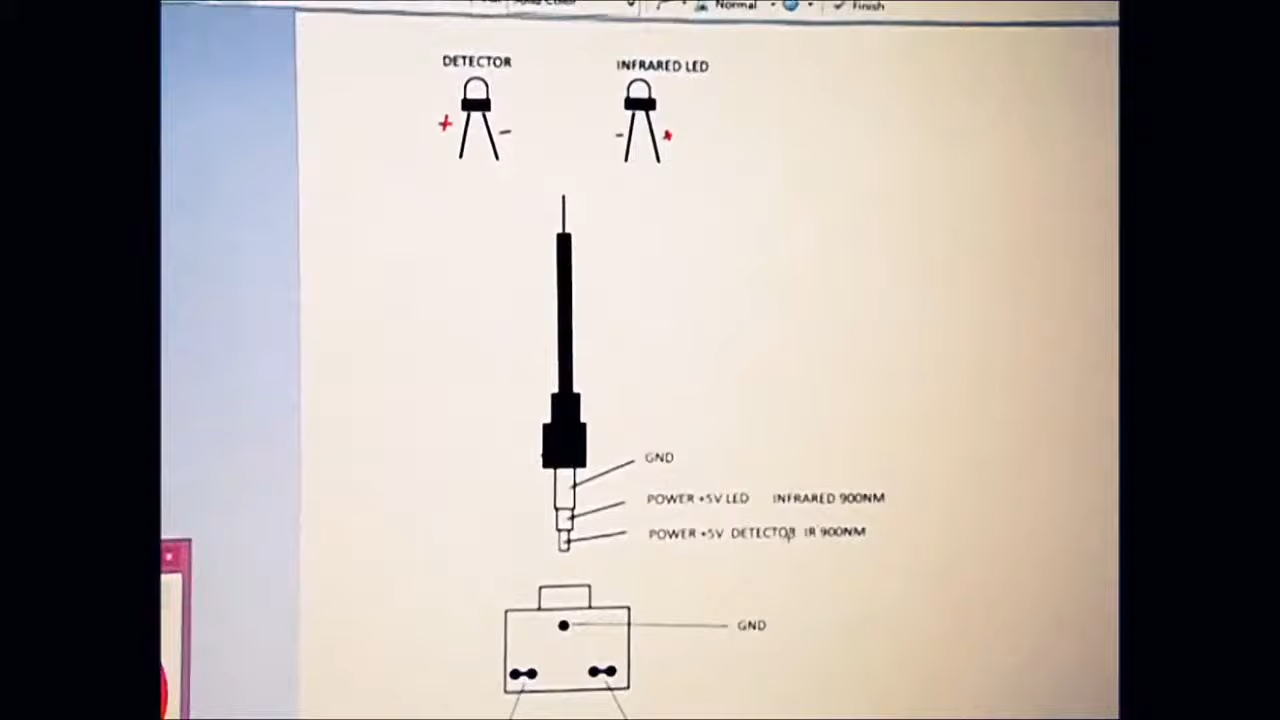 Normal
Finish
DETECTOR
INFRARED LED
+
-
-
+
GND
POWER +5V LED INFRARED 900NM
POWER +5V DETECTOR IR 900NM
GND